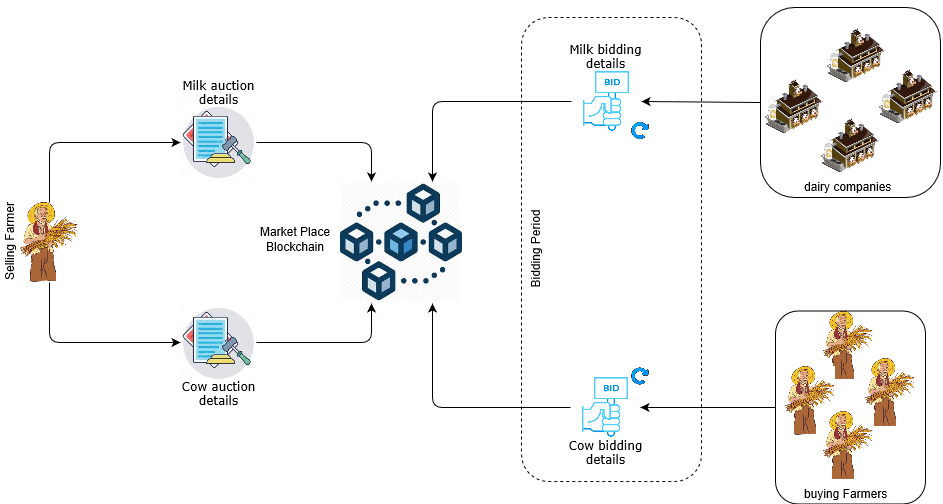 Milk auction
details
Milk bidding
details
BID
dairy companies
Selling Farmer
Market Place
Blockchain
Bidding Period
Cow auction
details
BID
Cow bidding
details
buying Farmers